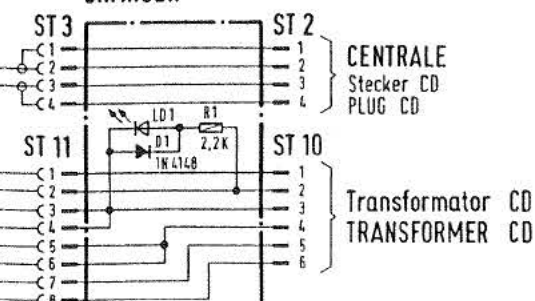 ST 3
ST 2
1
2
3
4
1
2
3
4
CENTRALE
Stecker CD
PLUG CD
LD1
R1
D1
2,2K
1N4148
ST 11
ST 10
1
2
3
4
5
6
7
8
1
2
3
4
5
6
Transformator CD
TRANSFORMER CD